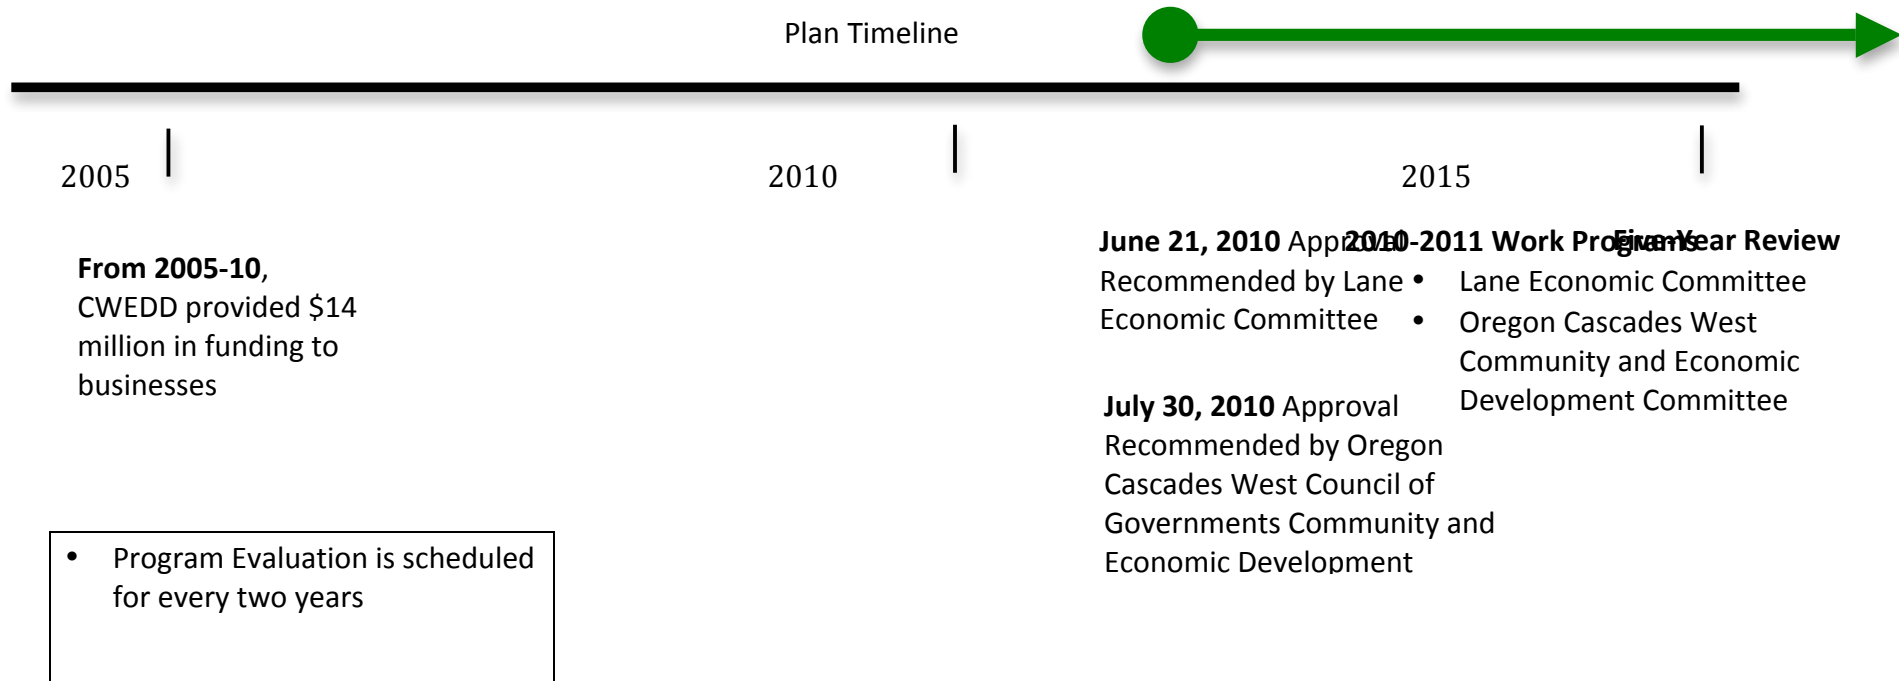 Plan Timeline
2005
2010
2015
From 2005-10,
CWEDD provided $14
million in funding to
businesses
• Program Evaluation is scheduled
for every two years
June 21, 2010 Approval
Recommended by Lane
Economic Committee
July 30, 2010 Approval
Recommended by Oregon
Cascades West Council of
Governments Community and
Economic Development
2010-2011 Work Programs
• Lane Economic Committee
• Oregon Cascades West
Community and Economic
Development Committee
Five-Year Review